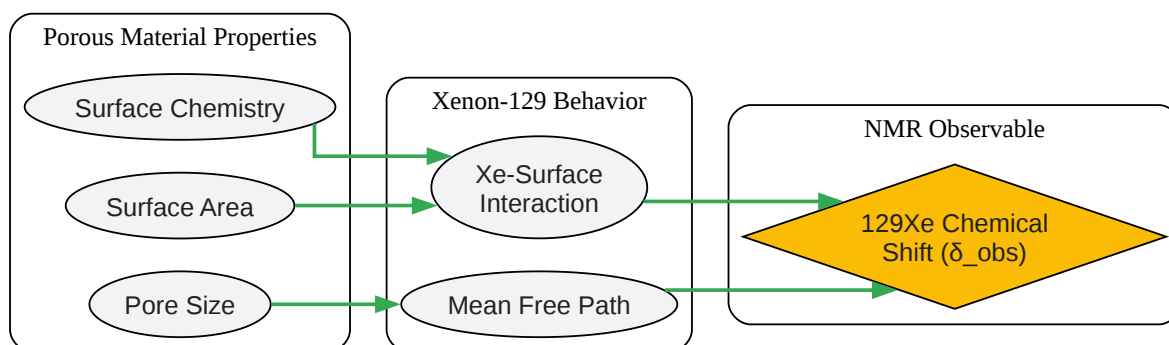 Porous Material Properties
Surface Chemistry
Surface Area
Pore Size
Xenon-129 Behavior
Xe-Surface
Interaction
Mean Free Path
NMR Observable
129Xe Chemical
Shift (δ_obs)